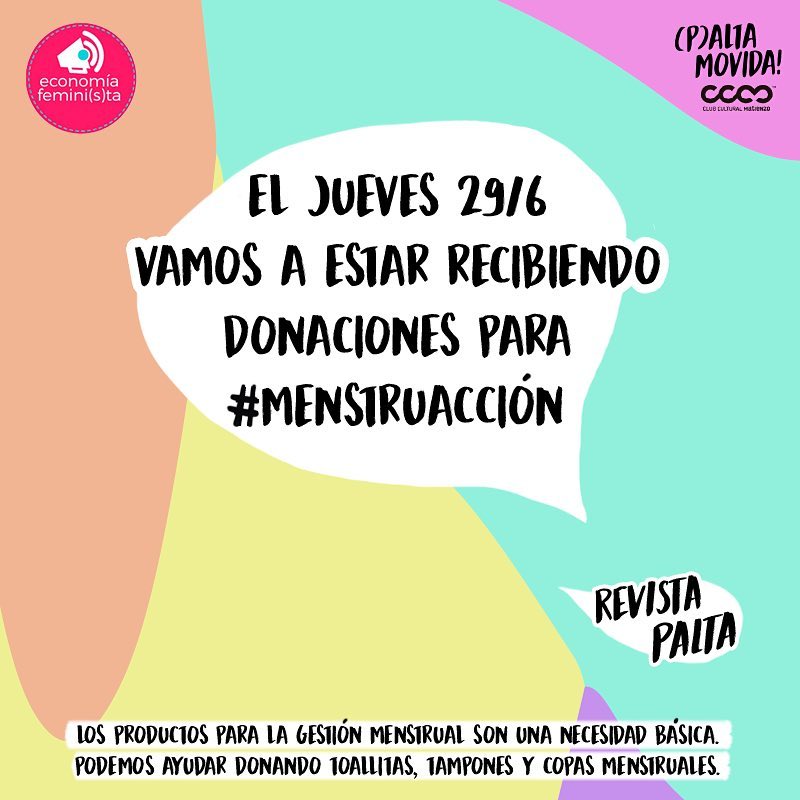 economía
femini(s)ta
(P)ALTA
MOVIDA!
CLUB CULTURAL MATIENZO
EL JUEVES 29/6
VAMOS A ESTAR RECIBIENDO
DONACIONES PARA
#MENSTRUACCIÓN
REVISTA
PALTA
LOS PRODUCTOS PARA LA GESTIÓN MENSTRUAL SON UNA NECESIDAD BÁSICA.
PODEMOS AYUDAR DONANDO TOALLITAS, TAMPONES Y COPAS MENSTRUALES.